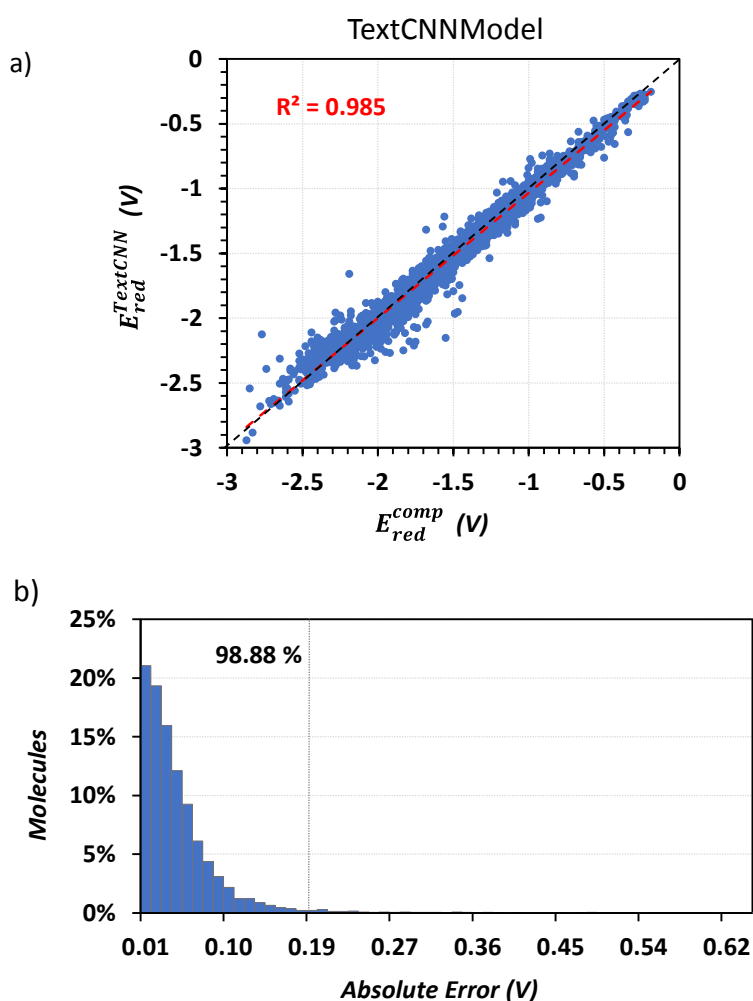 TextCNNModel
a)
R² = 0.985
0
-0.5
-1
-1.5
-2
-2.5
-3
E_red^TextCNN (V)
-3 -2.5 -2 -1.5 -1 -0.5 0
E_red^comp (V)
b)
98.88 %
25%
20%
15%
10%
5%
0%
Molecules
0.01 0.10 0.19 0.27 0.36 0.45 0.54 0.62
Absolute Error (V)